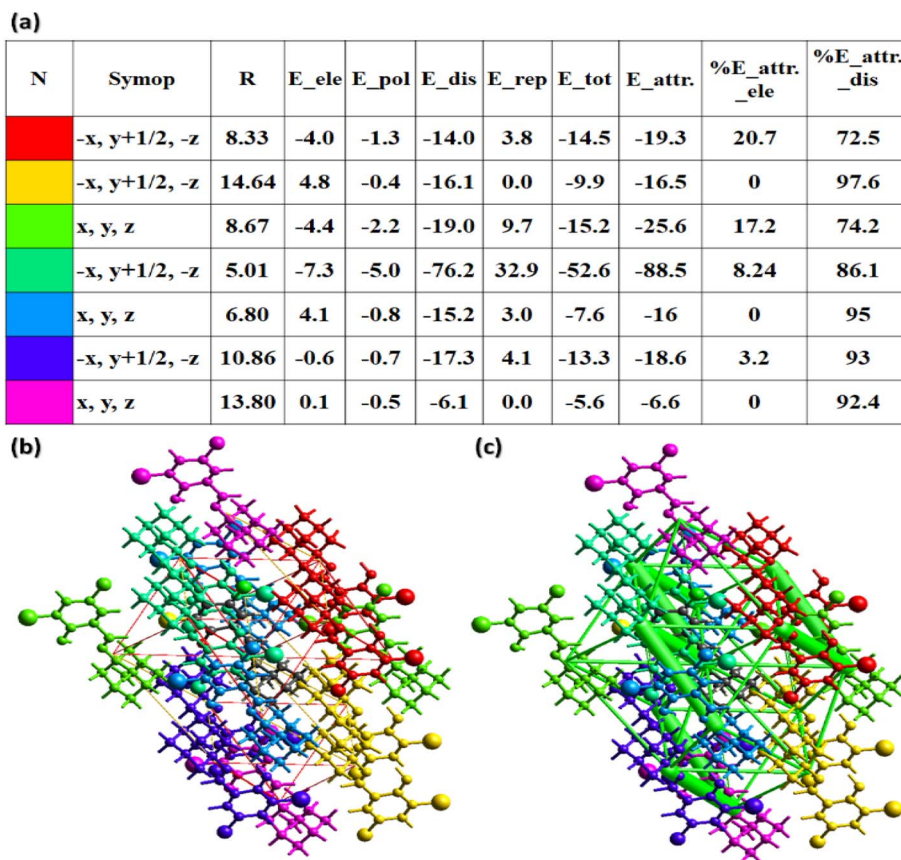 (a)
N Symop R E_ele E_pol E_dis E_rep E_tot E_attr. %E_attr. _ele %E_attr. _dis
-x, y+1/2, -z 8.33 -4.0 -1.3 -14.0 3.8 -14.5 -19.3 20.7 72.5
-x, y+1/2, -z 14.64 4.8 -0.4 -16.1 0.0 -9.9 -16.5 0 97.6
x, y, z 8.67 -4.4 -2.2 -19.0 9.7 -15.2 -25.6 17.2 74.2
-x, y+1/2, -z 5.01 -7.3 -5.0 -76.2 32.9 -52.6 -88.5 8.24 86.1
x, y, z 6.80 4.1 -0.8 -15.2 3.0 -7.6 -16 0 95
-x, y+1/2, -z 10.86 -0.6 -0.7 -17.3 4.1 -13.3 -18.6 3.2 93
x, y, z 13.80 0.1 -0.5 -6.1 0.0 -5.6 -6.6 0 92.4
(b) (c)